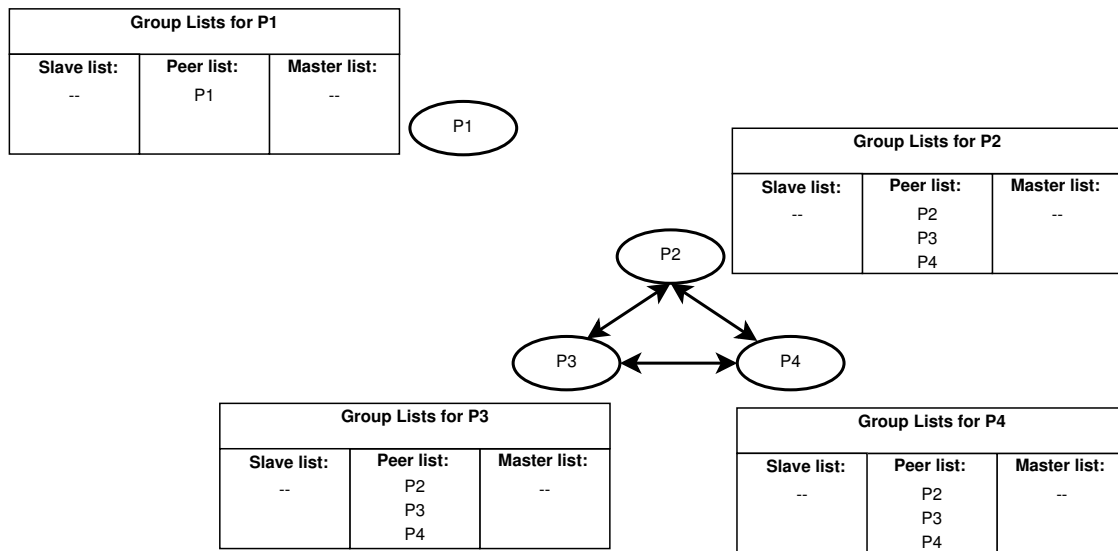 Group Lists for P1
Slave list: Peer list: Master list:
-- P1 --
P1
Group Lists for P2
Slave list: Peer list: Master list:
-- P2 --
P3
P4
P2
P3 P4
Group Lists for P3
Slave list: Peer list: Master list:
-- P2 --
P3
P4
Group Lists for P4
Slave list: Peer list: Master list:
-- P2 --
P3
P4